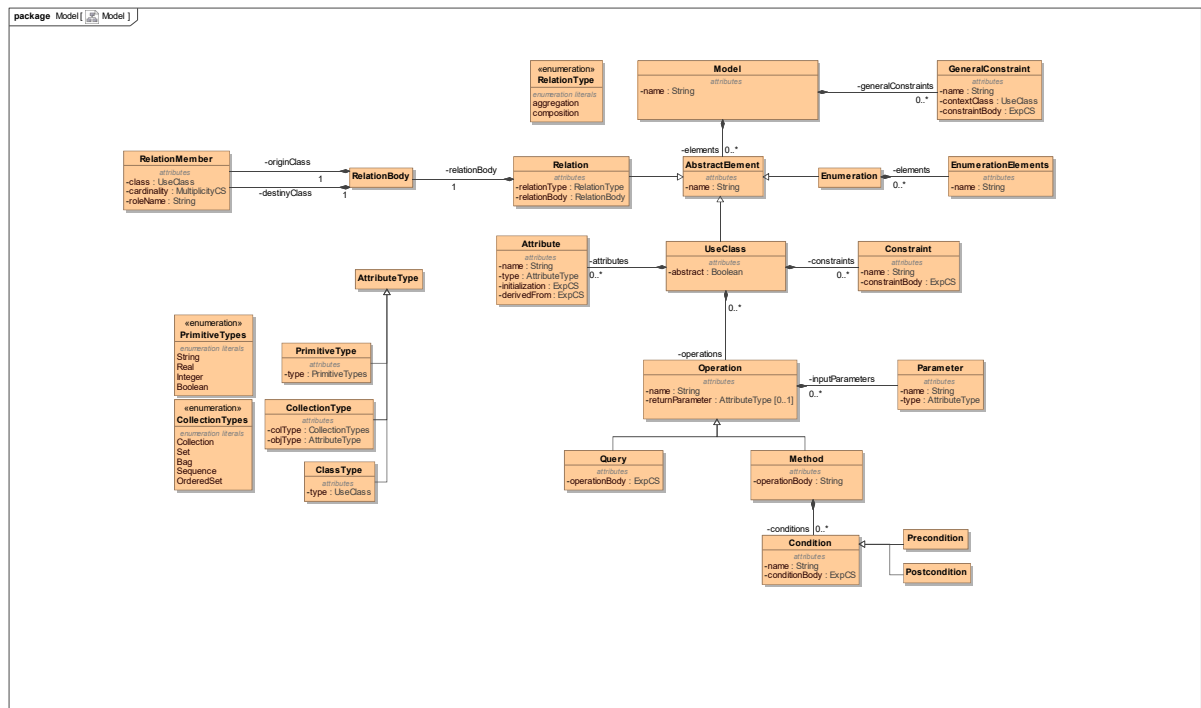 package Model [ Model ]
«enumeration»
RelationType
enumeration literals
aggregation
composition
Model
attributes
-name : String
-generalConstraints
0..*
GeneralConstraint
attributes
-name : String
-contextClass : UseClass
-constraintBody : ExpCS
-elements
0..*
RelationMember
attributes
-class : UseClass
-cardinality : MultiplicityCS
-roleName : String
-originClass
1
-destinyClass
1
RelationBody
-relationBody
1
Relation
attributes
-relationType : RelationType
-relationBody : RelationBody
AbstractElement
attributes
-name : String
Enumeration
-elements
0..*
EnumerationElements
attributes
-name : String
Attribute
attributes
-name : String
-type : AttributeType
-initialization : ExpCS
-derivedFrom : ExpCS
-attributes
0..*
UseClass
attributes
-abstract : Boolean
-constraints
0..*
Constraint
attributes
-name : String
-constraintBody : ExpCS
0..*
-operations
AttributeType
«enumeration»
PrimitiveTypes
enumeration literals
String
Real
Integer
Boolean
PrimitiveType
attributes
-type : PrimitiveTypes
«enumeration»
CollectionTypes
enumeration literals
Collection
Set
Bag
Sequence
OrderedSet
CollectionType
attributes
-colType : CollectionTypes
-objType : AttributeType
ClassType
attributes
-type : UseClass
Operation
attributes
-name : String
-returnParameter : AttributeType [0..1]
-inputParameters
0..*
Parameter
attributes
-name : String
-type : AttributeType
Query
attributes
-operationBody : ExpCS
Method
attributes
-operationBody : String
-conditions
0..*
Condition
attributes
-name : String
-conditionBody : ExpCS
Precondition
Postcondition